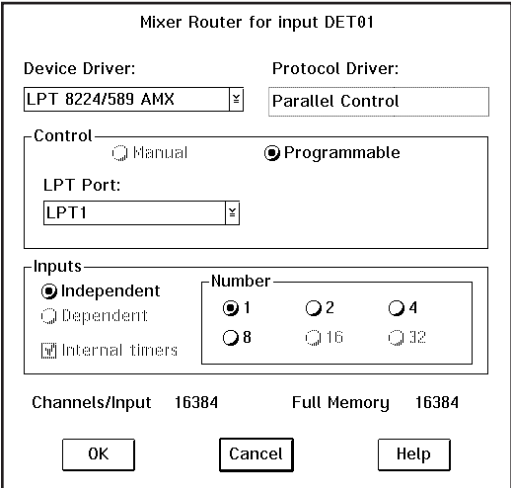 Mixer Router for input DET01
Device Driver: Protocol Driver:
LPT 8224/589 AMX Parallel Control
Control
Manual Programmable
LPT Port:
LPT1
Inputs
Number
Independent
1 2 4
Dependent
8 16 32
Internal timers
Channels/Input 16384 Full Memory 16384
OK Cancel Help